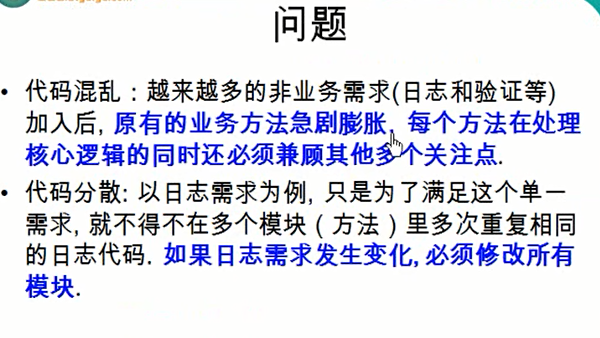 问题
• 代码混乱：越来越多的非业务需求(日志和验证等)
加入后, 原有的业务方法急剧膨胀. 每个方法在处理
核心逻辑的同时还必须兼顾其他多个关注点.
• 代码分散: 以日志需求为例, 只是为了满足这个单一
需求, 就不得不在多个模块（方法）里多次重复相同
的日志代码. 如果日志需求发生变化, 必须修改所有
模块.